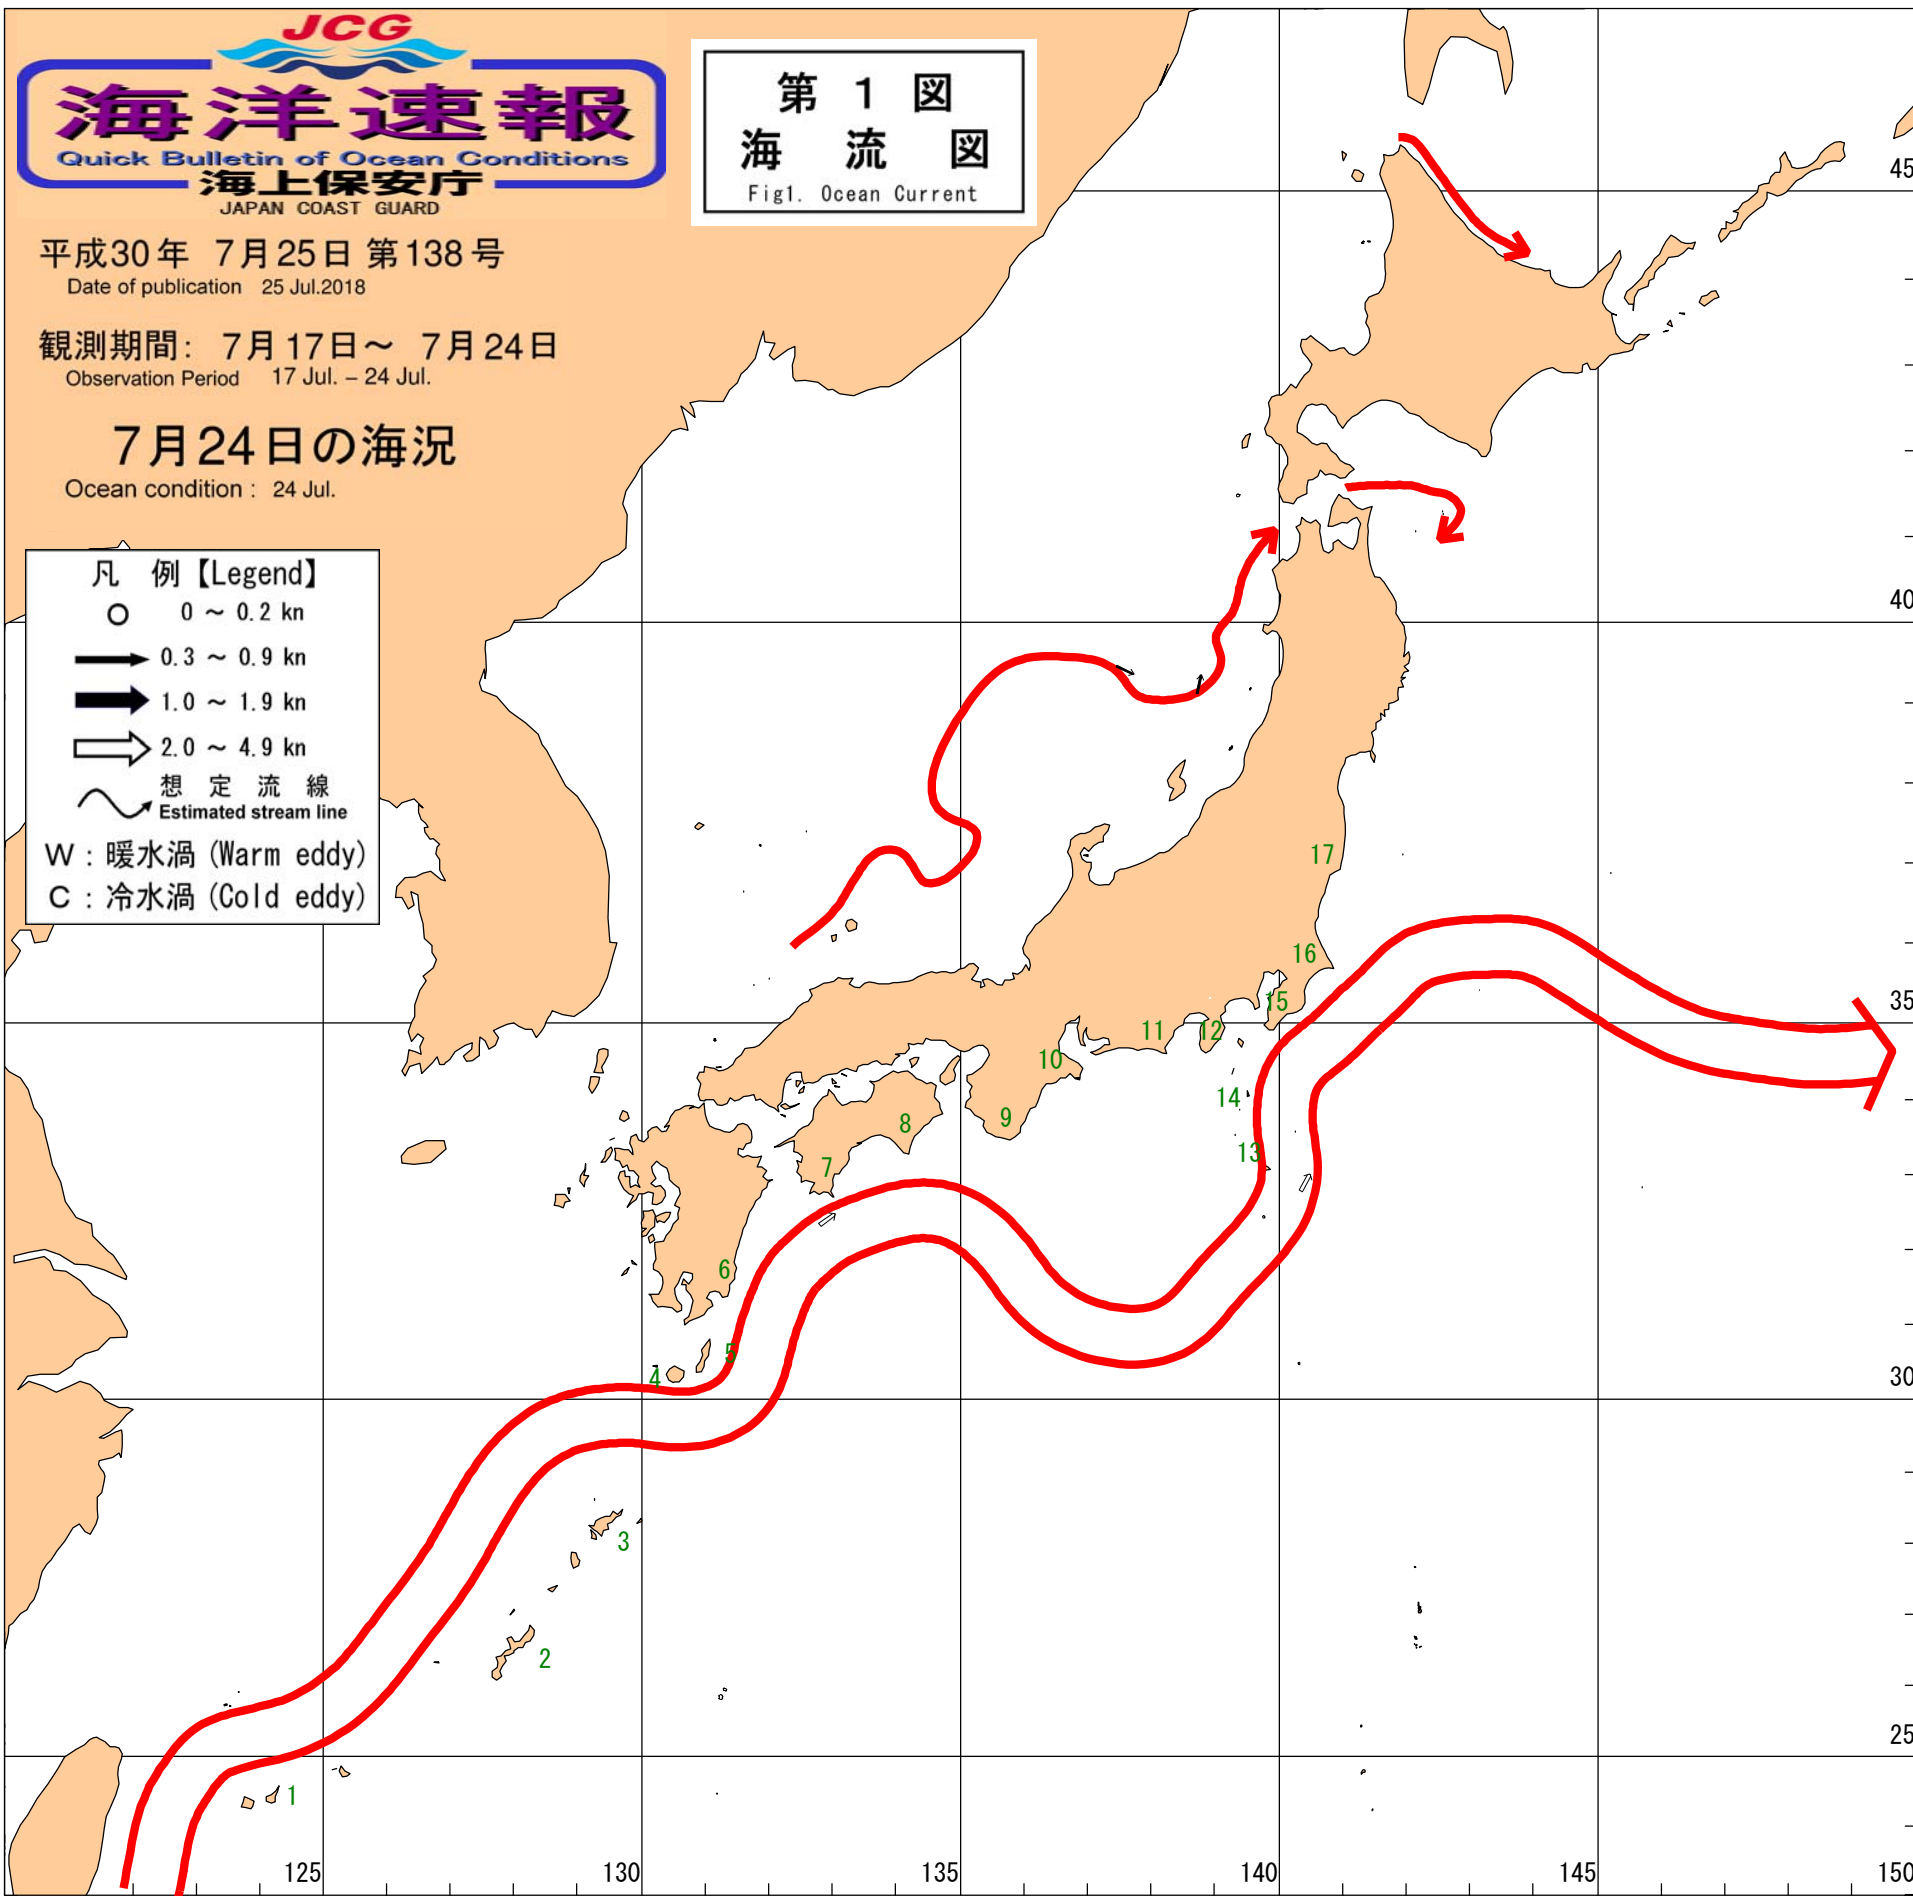 JCG
海洋速報
Quick Bulletin of Ocean Conditions
海上保安庁
JAPAN COAST GUARD
第 1 図
海 流 図
Fig1. Ocean Current
平成30年 7月25日 第138号
Date of publication 25 Jul.2018
観測期間: 7月17日～ 7月24日
Observation Period 17 Jul. – 24 Jul.
7月24日の海況
Ocean condition : 24 Jul.
凡 例【Legend】
0 ～ 0.2 kn
0.3 ～ 0.9 kn
1.0 ～ 1.9 kn
2.0 ～ 4.9 kn
想 定 流 線
Estimated stream line
W : 暖水渦 (Warm eddy)
C : 冷水渦 (Cold eddy)
45
40
17
16
35
15
12
11
10
14
9
8
13
7
6
5
4
30
3
2
25
1
125
130
135
140
145
150